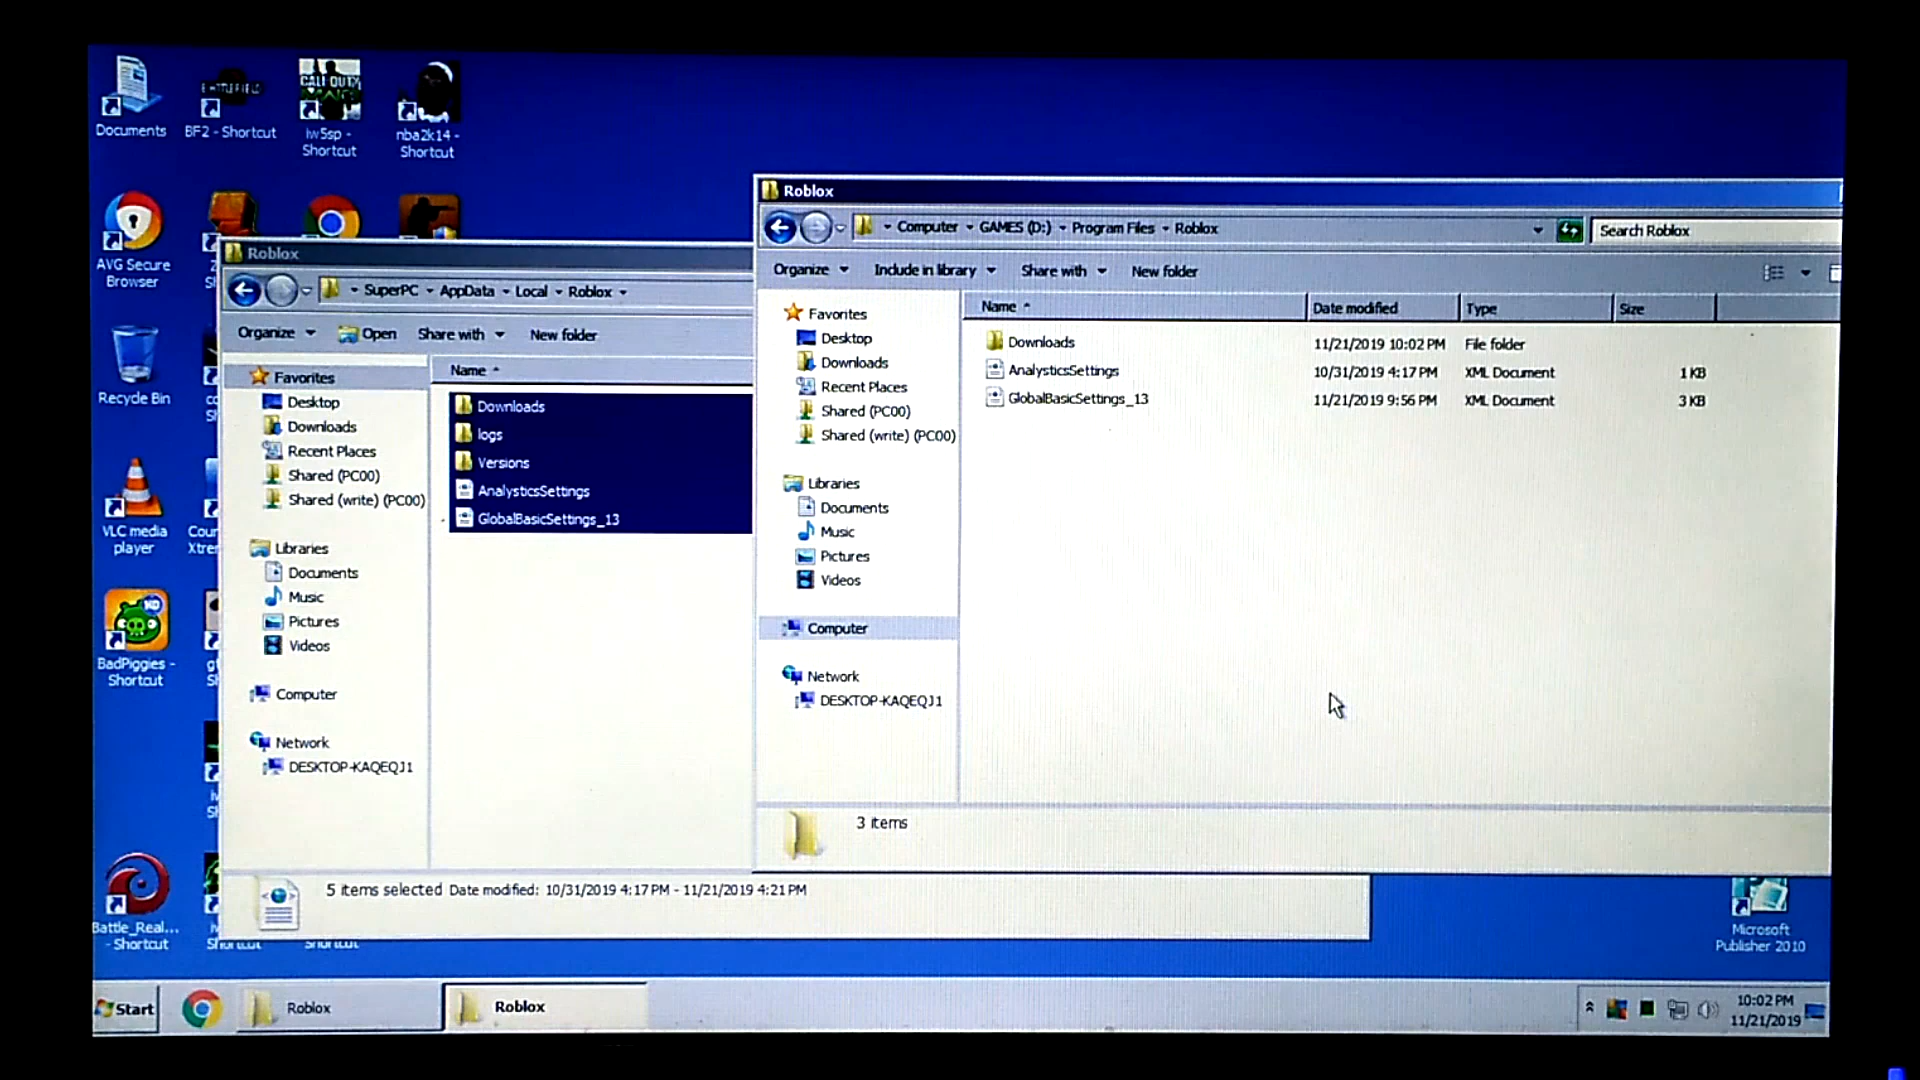 Documents
BF2 - Shortcut
iw5sp -
Shortcut
nba2k14 -
Shortcut
AVG Secure
Browser
Recycle Bin
VLC media
player
BadPiggies -
Shortcut
Battle_Real...
- Shortcut
Roblox
SuperPC
AppData
Local
Roblox
Organize
Open
Share with
New folder
Favorites
Desktop
Downloads
Recent Places
Shared (PC00)
Shared (write) (PC00)
Libraries
Documents
Music
Pictures
Videos
Computer
Network
DESKTOP-KAQEQJ1
Name
Downloads
logs
Versions
AnalysticsSettings
GlobalBasicSettings_13
5 items selected Date modified: 10/31/2019 4:17 PM - 11/21/2019 4:21 PM
Roblox
Computer
GAMES (D:)
Program Files
Roblox
Search Roblox
Organize
Include in library
Share with
New folder
Favorites
Desktop
Downloads
Recent Places
Shared (PC00)
Shared (write) (PC00)
Libraries
Documents
Music
Pictures
Videos
Computer
Network
DESKTOP-KAQEQJ1
Name Date modified Type Size
Downloads 11/21/2019 10:02 PM File folder
AnalysticsSettings 10/31/2019 4:17 PM XML Document 1 KB
GlobalBasicSettings_13 11/21/2019 9:56 PM XML Document 3 KB
3 items
Microsoft
Publisher 2010
Start
Roblox
Roblox
10:02 PM
11/21/2019